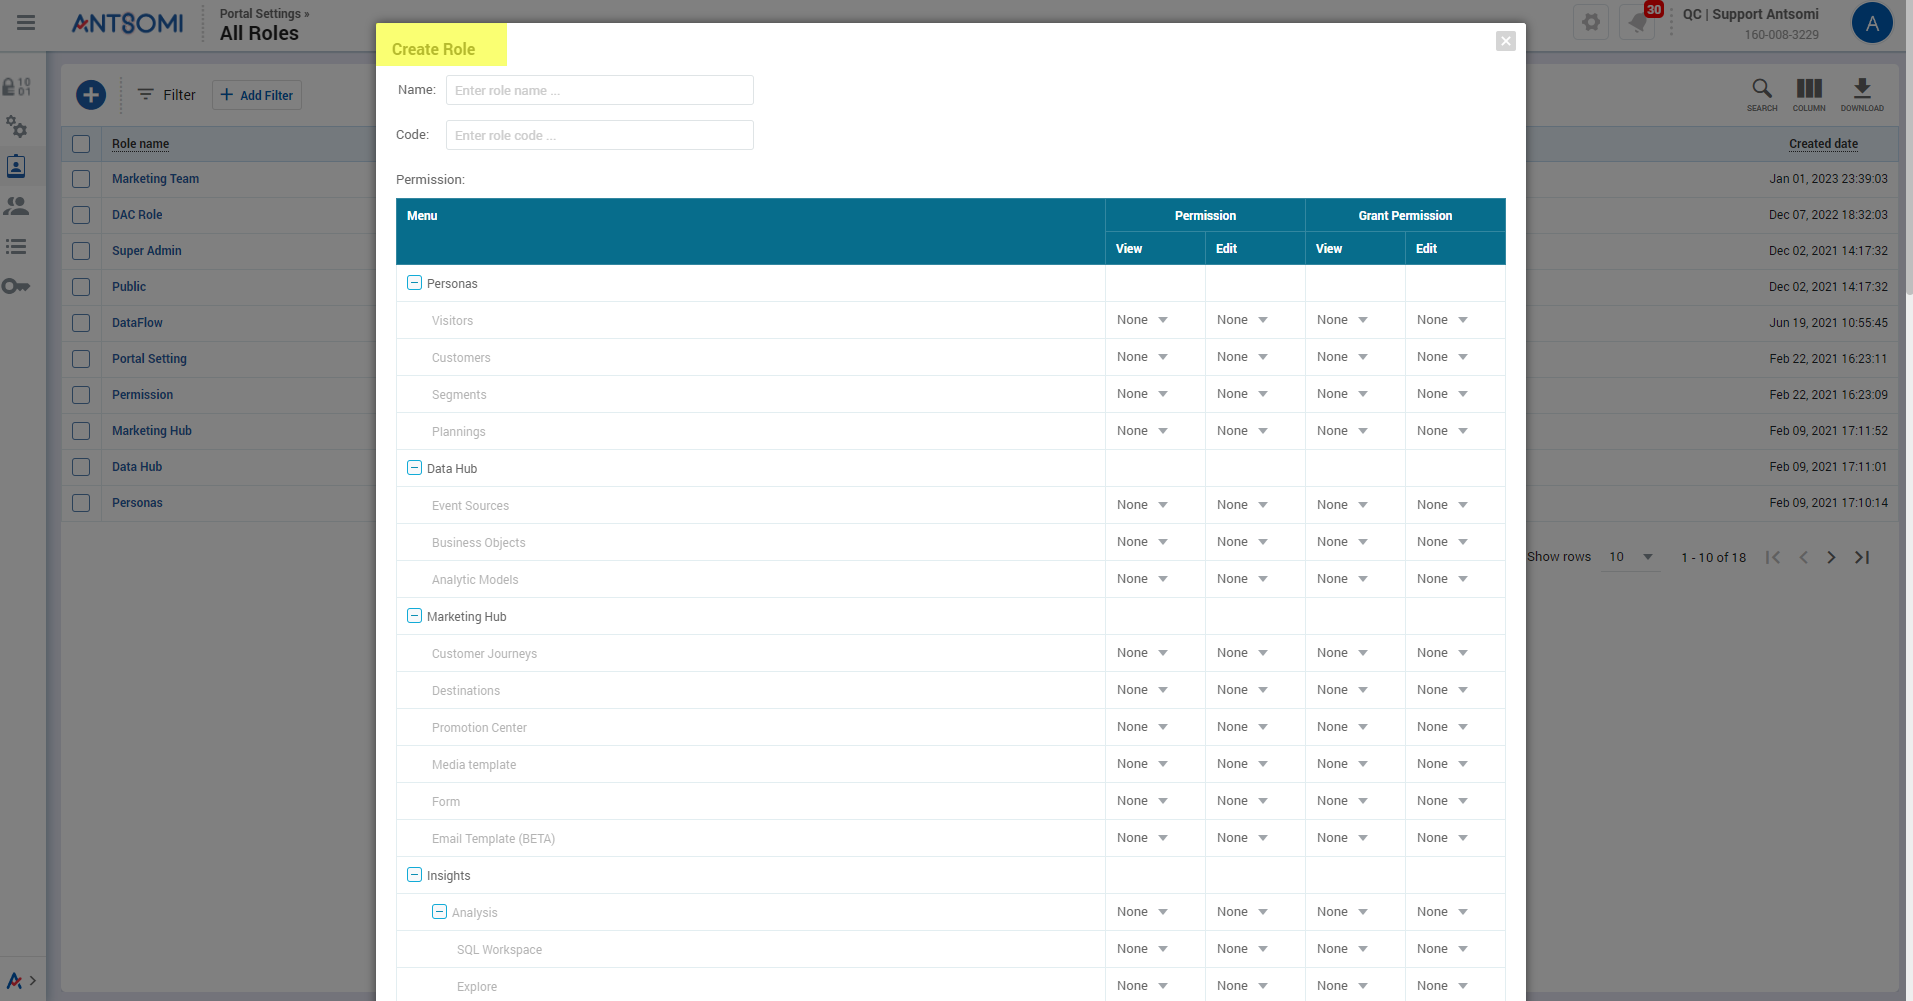 ANTSOMI
Portal Settings »
All Roles
30
QC | Support Antsomi
160-008-3229
A
Filter
Add Filter
SEARCH
COLUMN
DOWNLOAD
Role name
Created date
Marketing Team
Jan 01, 2023 23:39:03
DAC Role
Dec 07, 2022 18:32:03
Super Admin
Dec 02, 2021 14:17:32
Public
Dec 02, 2021 14:17:32
DataFlow
Jun 19, 2021 10:55:45
Portal Setting
Feb 22, 2021 16:23:11
Permission
Feb 22, 2021 16:23:09
Marketing Hub
Feb 09, 2021 17:11:52
Data Hub
Feb 09, 2021 17:11:01
Personas
Feb 09, 2021 17:10:14
Show rows 10 1 - 10 of 18
Create Role
Name: Enter role name ...
Code: Enter role code ...
Permission:
Menu Permission Grant Permission
View Edit View Edit
Personas
Visitors None None None None
Customers None None None None
Segments None None None None
Plannings None None None None
Data Hub
Event Sources None None None None
Business Objects None None None None
Analytic Models None None None None
Marketing Hub
Customer Journeys None None None None
Destinations None None None None
Promotion Center None None None None
Media template None None None None
Form None None None None
Email Template (BETA) None None None None
Insights
Analysis None None None None
SQL Workspace None None None None
Explore None None None None